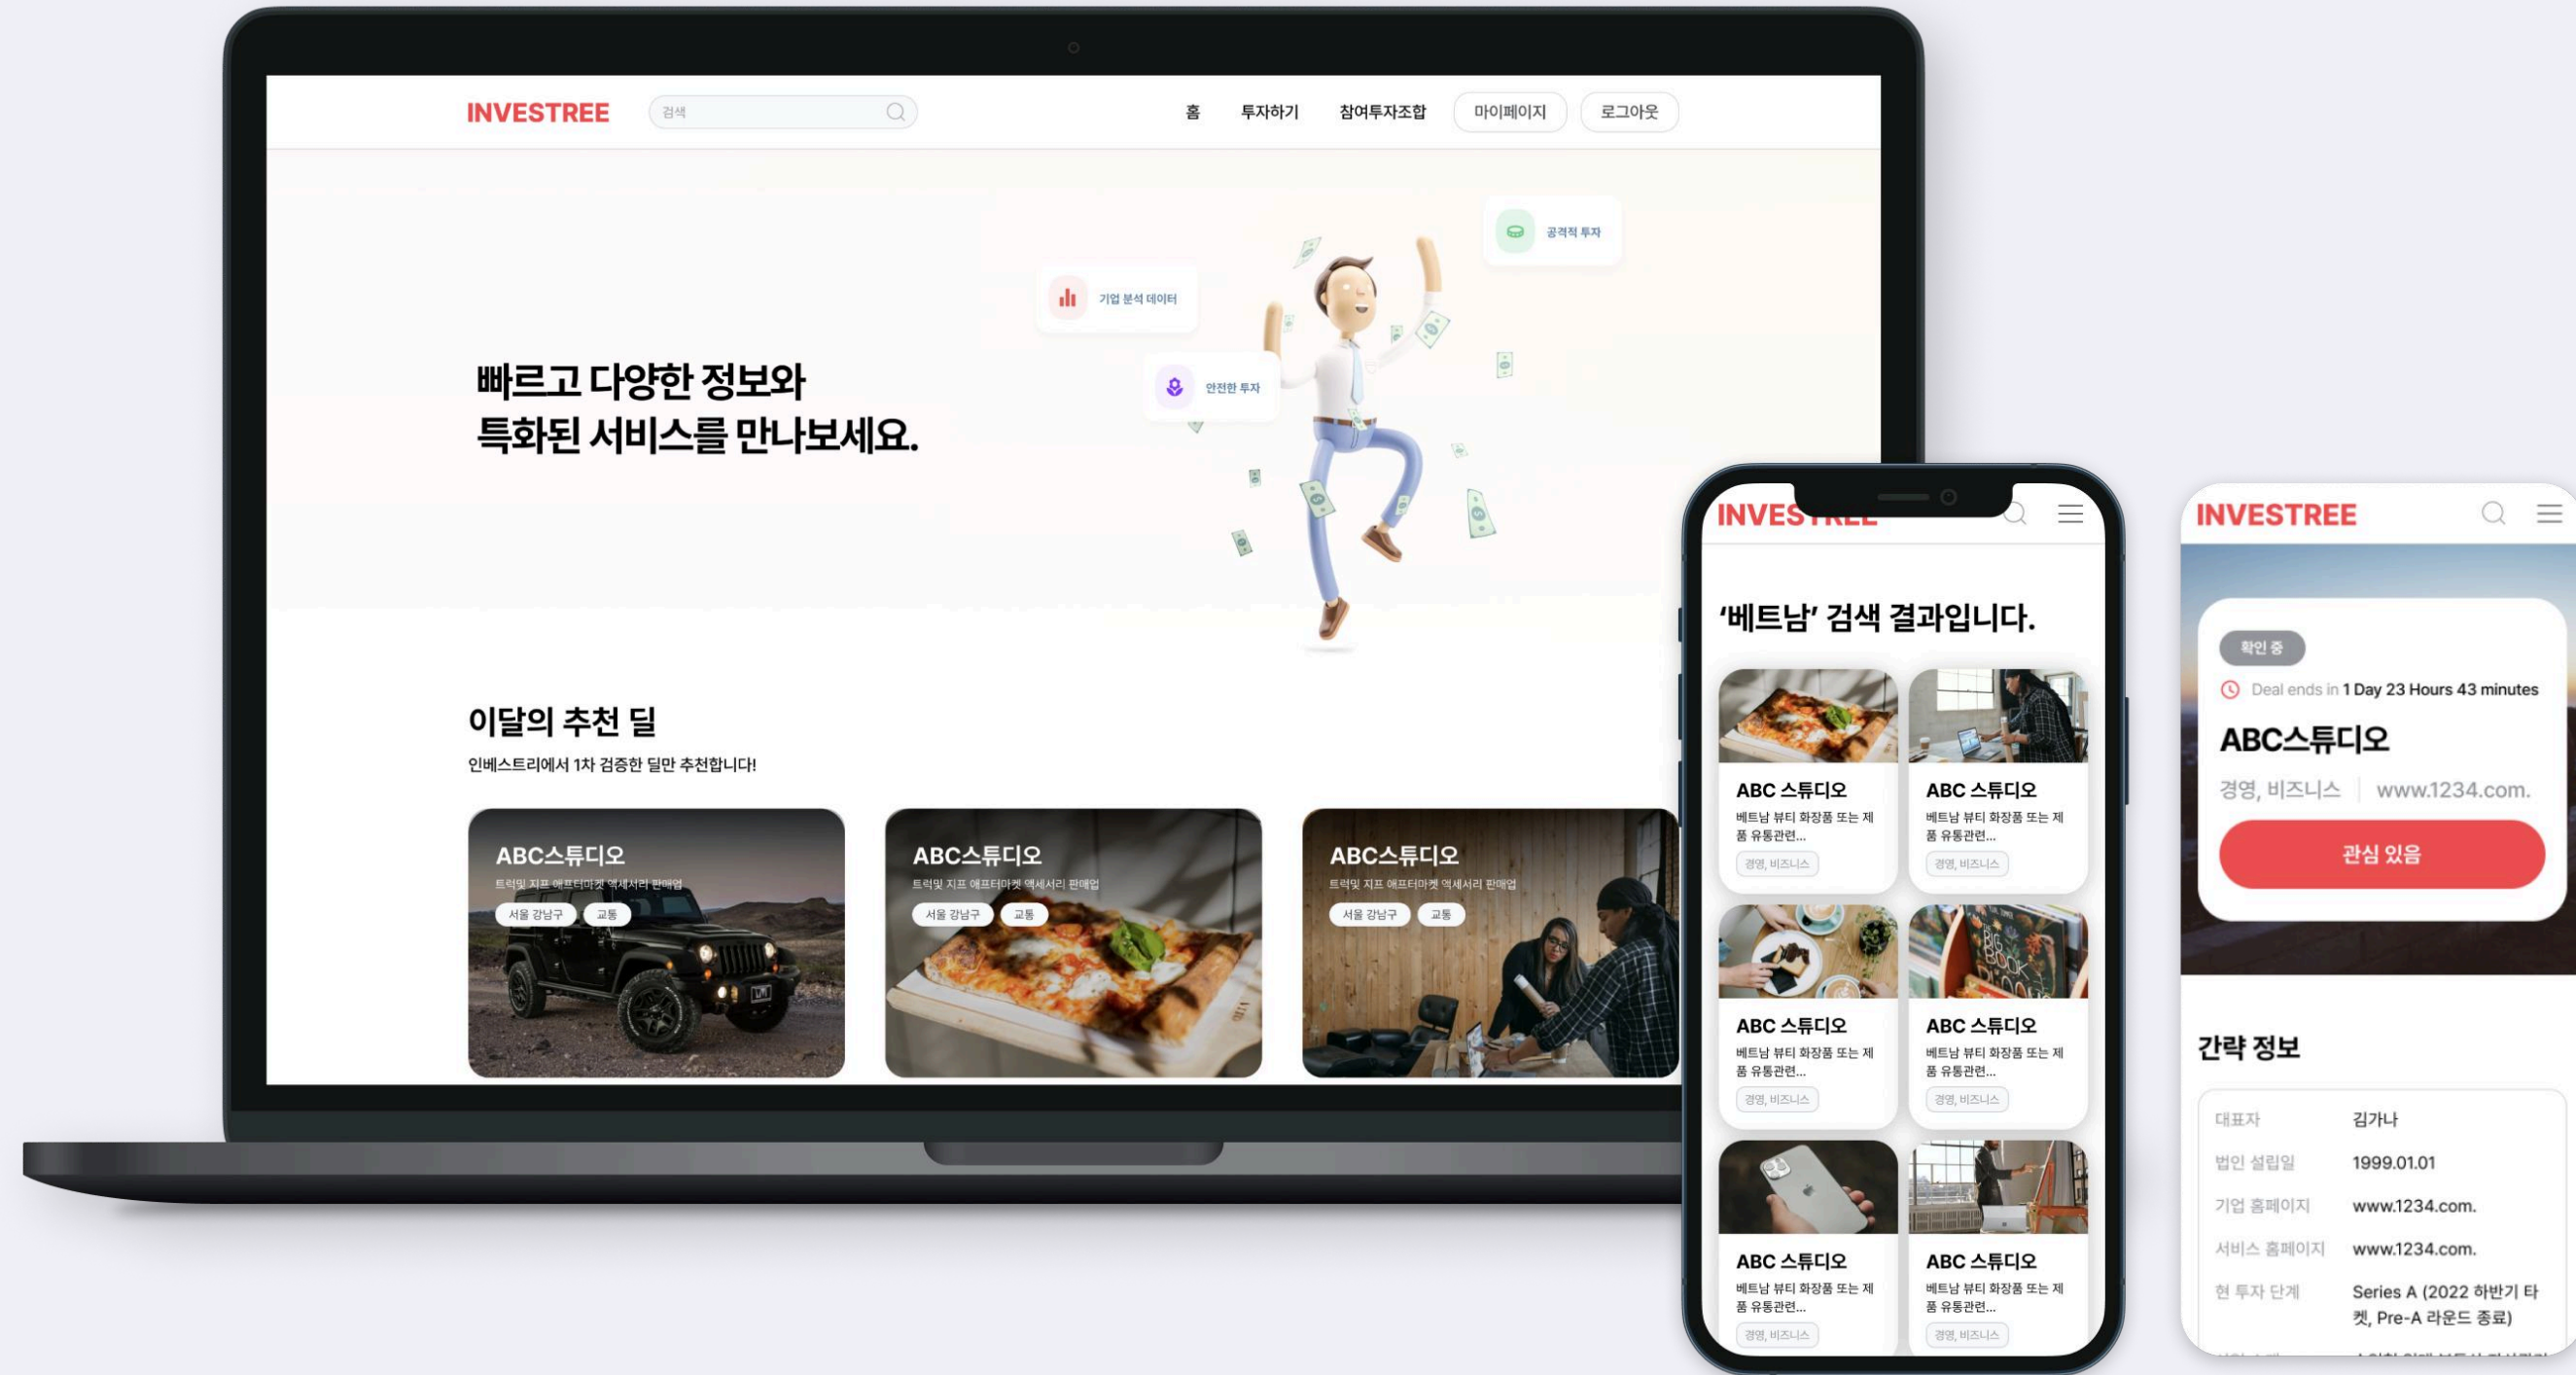 INVESTREE
검색
홈
투자하기
참여투자조합
마이페이지
로그아웃
공격적 투자
기업 분석 데이터
안전한 투자
빠르고 다양한 정보와
특화된 서비스를 만나보세요.
이달의 추천 딜
인베스트리에서 1차 검증한 딜만 추천합니다!
ABC스튜디오
트럭및 지프 애프터마켓 액세서리 판매업
서울 강남구
교통
ABC스튜디오
트럭및 지프 애프터마켓 액세서리 판매업
서울 강남구
교통
ABC스튜디오
트럭및 지프 애프터마켓 액세서리 판매업
서울 강남구
교통
INVESTREE
‘베트남’ 검색 결과입니다.
ABC 스튜디오
베트남 뷰티 화장품 또는 제
품 유통관련...
경영, 비즈니스
ABC 스튜디오
베트남 뷰티 화장품 또는 제
품 유통관련...
경영, 비즈니스
BIG
BOOK
ABC 스튜디오
베트남 뷰티 화장품 또는 제
품 유통관련...
경영, 비즈니스
ABC 스튜디오
베트남 뷰티 화장품 또는 제
품 유통관련...
경영, 비즈니스
ABC 스튜디오
베트남 뷰티 화장품 또는 제
품 유통관련...
경영, 비즈니스
ABC 스튜디오
베트남 뷰티 화장품 또는 제
품 유통관련...
경영, 비즈니스
INVESTREE
확인 중
Deal ends in 1 Day 23 Hours 43 minutes
ABC스튜디오
경영, 비즈니스
www.1234.com.
관심 있음
간략 정보
대표자 김가나
법인 설립일 1999.01.01
기업 홈페이지 www.1234.com.
서비스 홈페이지 www.1234.com.
현 투자 단계 Series A (2022 하반기 타
켓, Pre-A 라운드 종료)